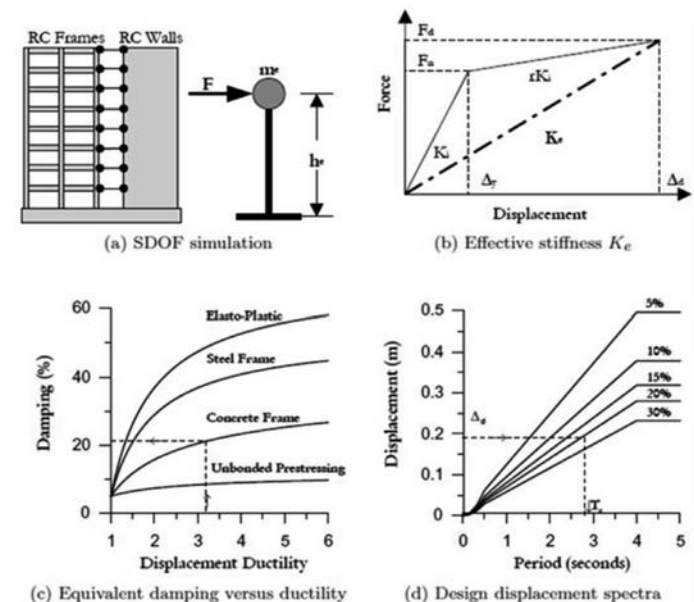 RC Frames RC Walls
F
mₑ
hₑ
(a) SDOF simulation
Force
F_d
F_u
rKᵢ
Kₑ
Kᵢ
Δy
Δd
Displacement
(b) Effective stiffness Kₑ
Damping (%)
60
40
20
0
Elasto-Plastic
Steel Frame
Concrete Frame
Unbonded Prestressing
1 2 3 4 5 6
Displacement Ductility
(c) Equivalent damping versus ductility
Displacement (m)
0.5
0.4
0.3
0.2
0.1
0
5%
10%
15%
20%
30%
Δd
Tₑ
0 1 2 3 4 5
Period (seconds)
(d) Design displacement spectra